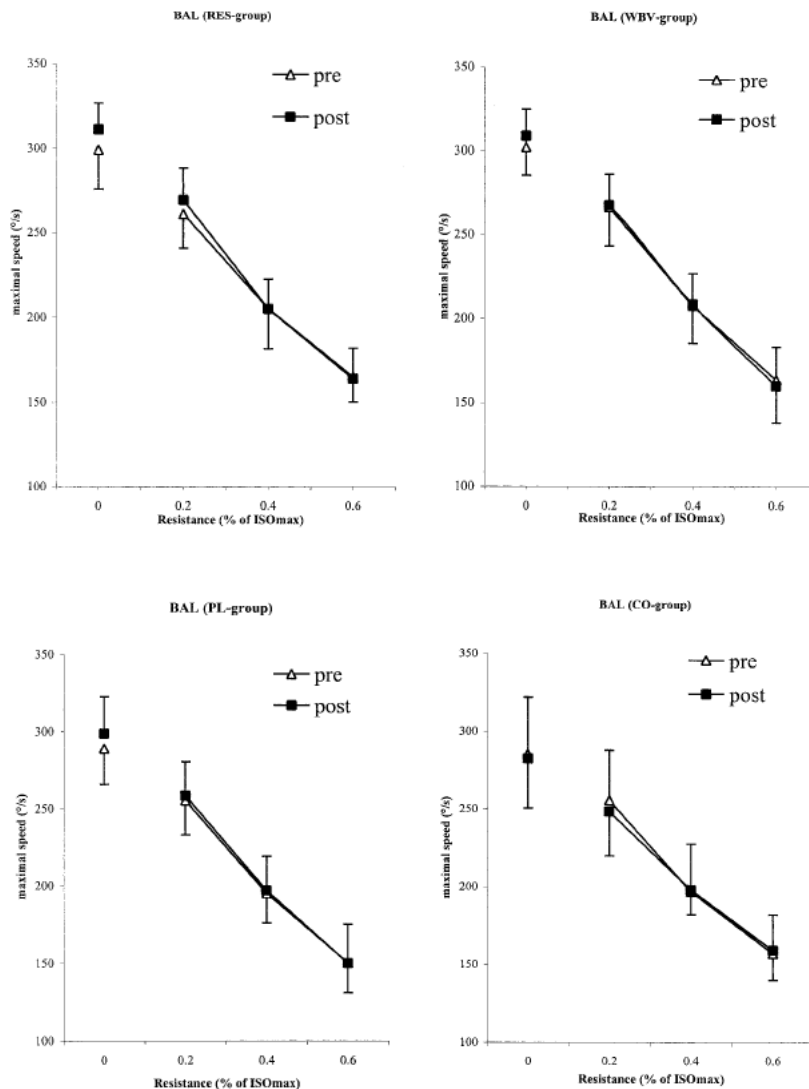 BAL (RES-group)
350
300
250
200
150
100
maximal speed (°/s)
pre
post
0 0.2 0.4 0.6
Resistance (% of ISOmax)
BAL (WBV-group)
350
300
250
200
150
100
maximal speed (°/s)
pre
post
0 0.2 0.4 0.6
Resistance (% of ISOmax)
BAL (PL-group)
350
300
250
200
150
100
maximal speed (°/s)
pre
post
0 0.2 0.4 0.6
Resistance (% of ISOmax)
BAL (CO-group)
350
300
250
200
150
100
maximal speed (°/s)
pre
post
0 0.2 0.4 0.6
Resistance (% of ISOmax)